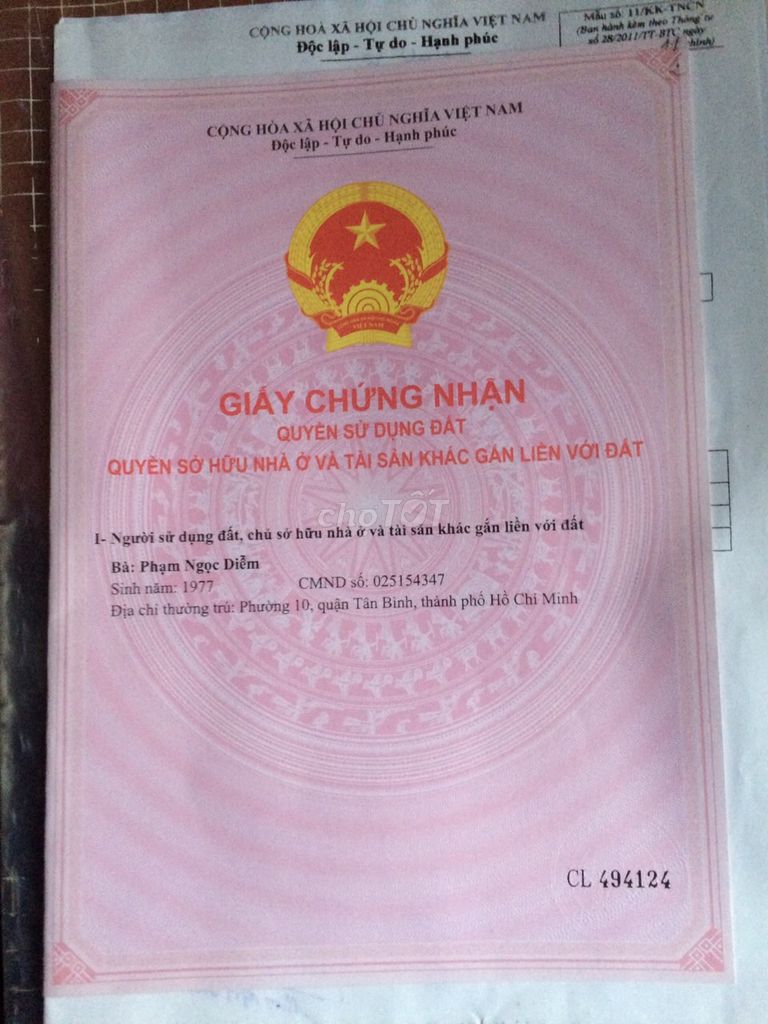 CỘNG HOÀ XÃ HỘI CHỦ NGHĨA VIỆT NAM
Độc lập - Tự do - Hạnh phúc
Mẫu số: 11/KK-TNCN
(Ban hành kèm theo Thông tư
số 28/2011/TT-BTC ngày
chính)
CỘNG HÒA XÃ HỘI CHỦ NGHĨA VIỆT NAM
Độc lập - Tự do - Hạnh phúc
VIỆT NAM
GIẤY CHỨNG NHẬN
QUYỀN SỬ DỤNG ĐẤT
QUYỀN SỞ HỮU NHÀ Ở VÀ TÀI SẢN KHÁC GẮN LIỀN VỚI ĐẤT
choTỐT
I- Người sử dụng đất, chủ sở hữu nhà ở và tài sản khác gắn liền với đất
Bà: Phạm Ngọc Diễm
Sinh năm: 1977 CMND số: 025154347
Địa chỉ thường trú: Phường 10, quận Tân Bình, thành phố Hồ Chí Minh
CL 494124